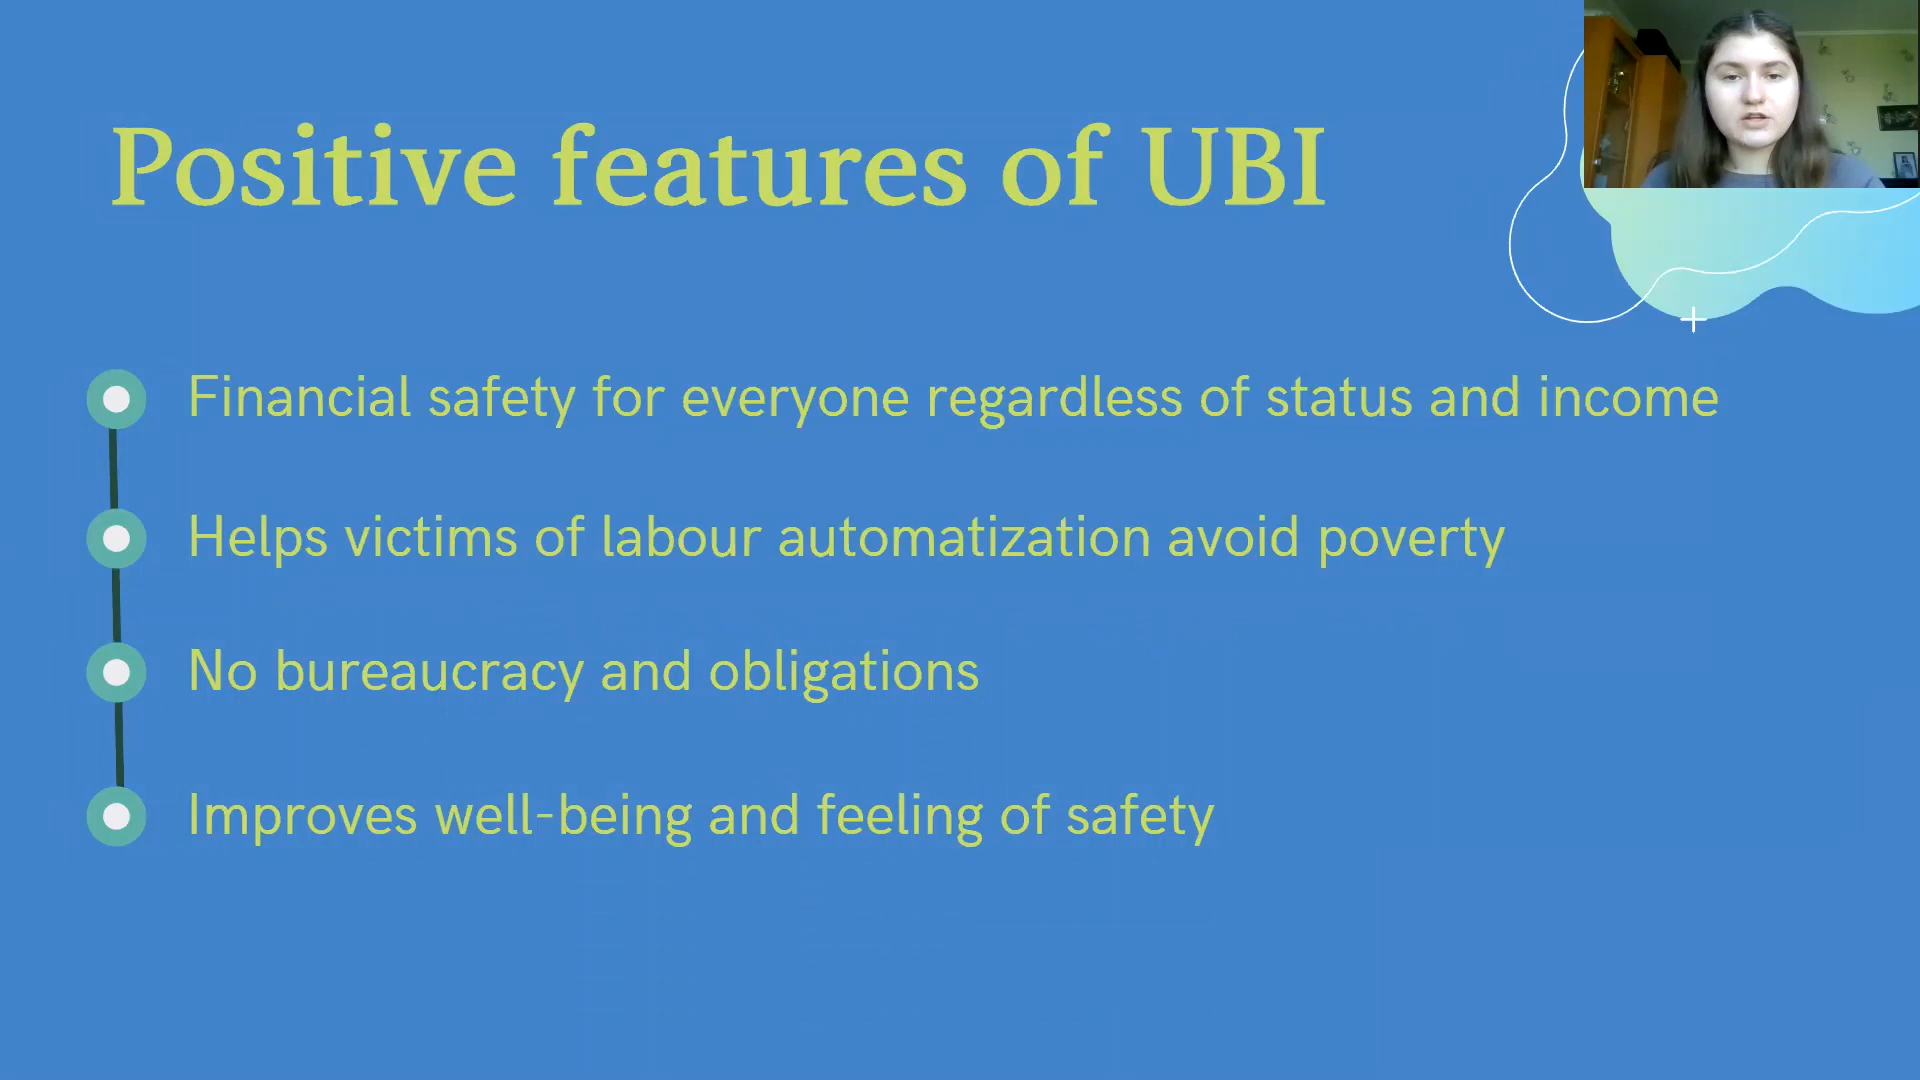 Positive features of UBI
Financial safety for everyone regardless of status and income
Helps victims of labour automatization avoid poverty
No bureaucracy and obligations
Improves well-being and feeling of safety